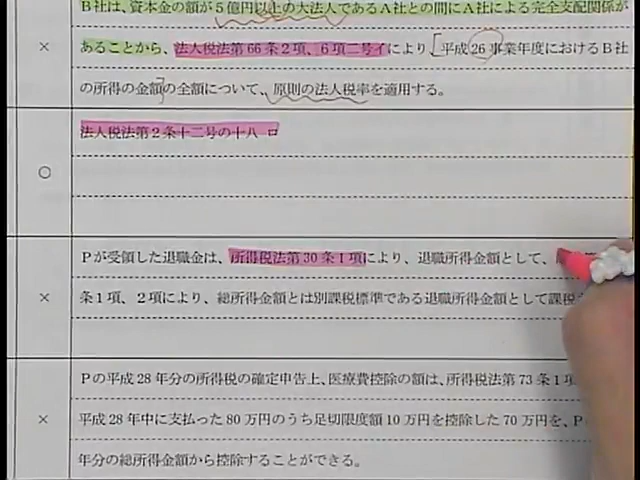 B社は、資本金の額が5億円以上の大法人であるA社との間にA社による完全支配関係が
× あることから、法人税法第66条2項、6項二号イにより、平成26事業年度におけるB社
の所得の金額の全額について、原則の法人税率を適用する。
法人税法第2条十二号の十八 ロ
○
Pが受領した退職金は、所得税法第30条1項により、退職所得金額として、
× 条1項、2項により、総所得金額とは別課税標準である退職所得金額として課税
Pの平成28年分の所得税の確定申告上、医療費控除の額は、所得税法第73条1項
× 平成28年中に支払った80万円のうち足切限度額10万円を控除した70万円を、P
年分の総所得金額から控除することができる。